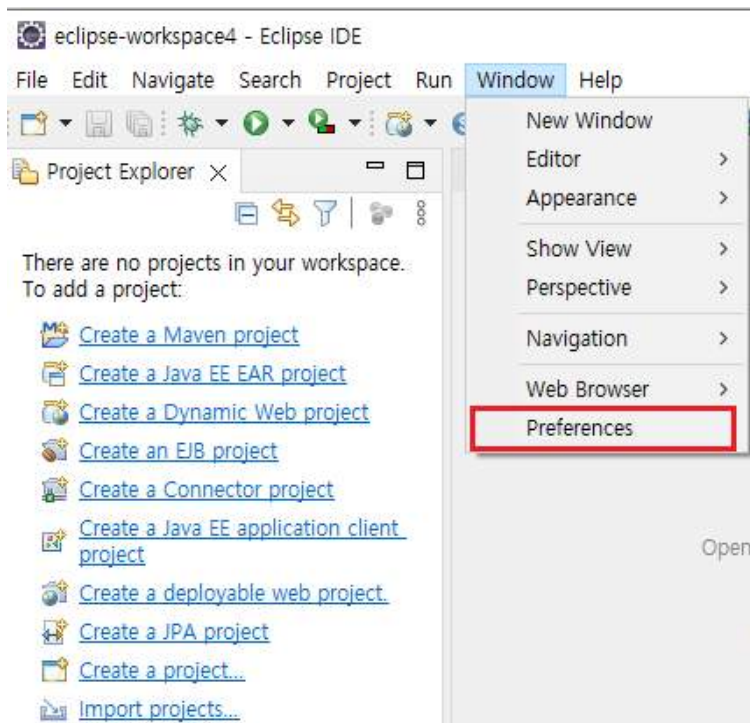 eclipse-workspace4 - Eclipse IDE
File Edit Navigate Search Project Run Window Help
New Window
Editor
Appearance
Show View
Perspective
Navigation
Web Browser
Preferences
Project Explorer
There are no projects in your workspace.
To add a project:
Create a Maven project
Create a Java EE EAR project
Create a Dynamic Web project
Create an EJB project
Create a Connector project
Create a Java EE application client
project
Create a deployable web project.
Create a JPA project
Create a project...
Import projects...
Open